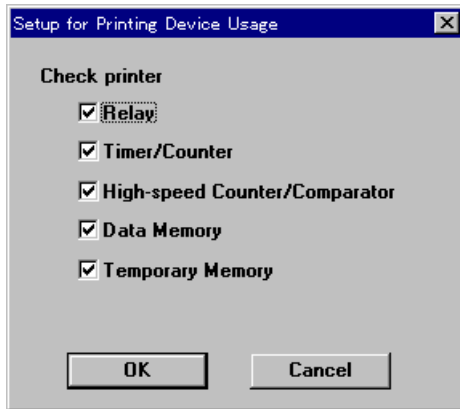 Setup for Printing Device Usage
Check printer
Relay
Timer/Counter
High-speed Counter/Comparator
Data Memory
Temporary Memory
OK
Cancel